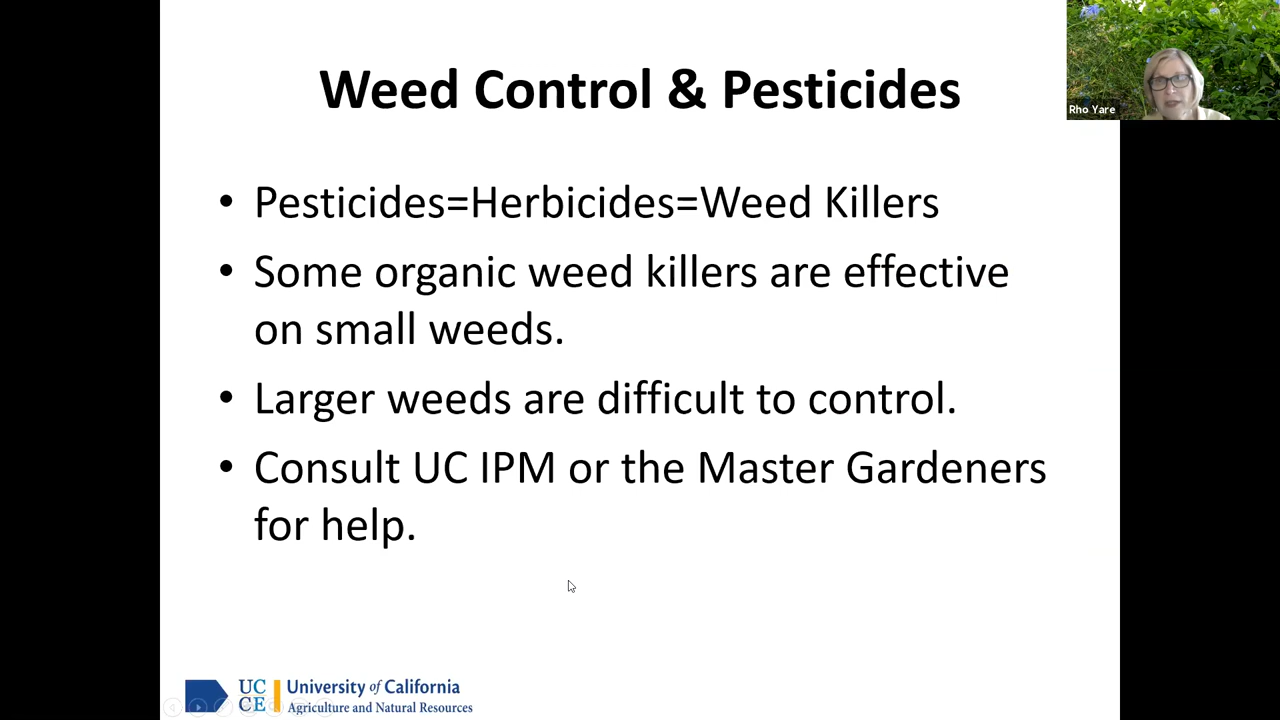 Weed Control & Pesticides
Rho Yare
• Pesticides=Herbicides=Weed Killers
• Some organic weed killers are effective
on small weeds.
• Larger weeds are difficult to control.
• Consult UC IPM or the Master Gardeners
for help.
UC
CE
University of California
Agriculture and Natural Resources